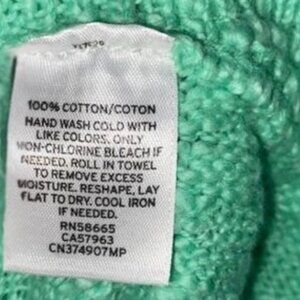 100% COTTON/COTON
HAND WASH COLD WITH
LIKE COLORS. ONLY
NON-CHLORINE BLEACH IF
NEEDED. ROLL IN TOWEL
TO REMOVE EXCESS
MOISTURE. RESHAPE, LAY
FLAT TO DRY. COOL IRON
IF NEEDED.
RN58665
CA57963
CN374907MP